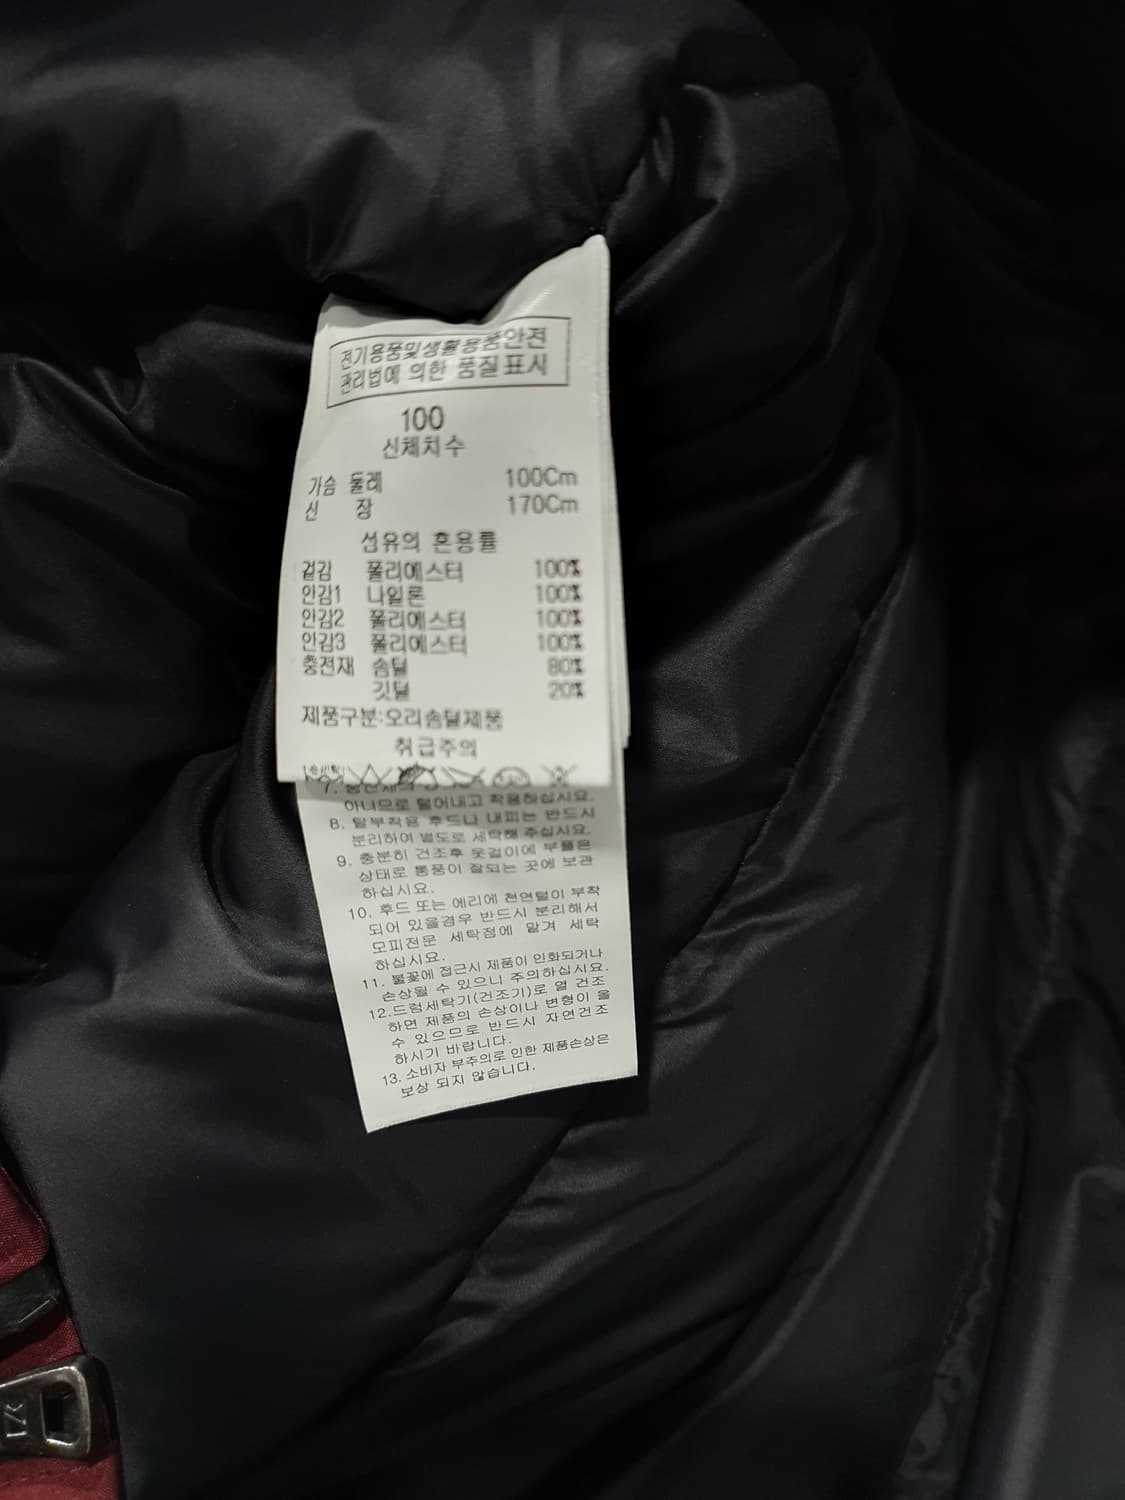 전기용품및생활용품안전
관리법에 의한 품질표시
100
신체치수
가슴 둘레 100Cm
신 장 170Cm
섬유의 혼용률
겉감 폴리에스터 100%
안감1 나일론 100%
안감2 폴리에스터 100%
안감3 폴리에스터 100%
충전재 솜털 80%
깃털 20%
제품구분:오리솜털제품
취급주의
7.
아니므로 털어내고 착용하십시요.
8. 탈부착용 후드나 내피는 반드시
분리하여 별도로 세탁해 주십시요.
9. 충분히 건조후 옷걸이에 부풀은
상태로 통풍이 잘되는 곳에 보관
하십시요.
10. 후드 또는 에리에 천연털이 부착
되어 있을경우 반드시 분리해서
모피전문 세탁점에 맡겨 세탁
하십시요.
11. 불꽃에 접근시 제품이 인화되거나
손상될 수 있으니 주의하십시요.
12.드럼세탁기(건조기)로 열 건조
하면 제품의 손상이나 변형이 올
수 있으므로 반드시 자연건조
하시기 바랍니다.
13. 소비자 부주의로 인한 제품손상은
보상 되지 않습니다.